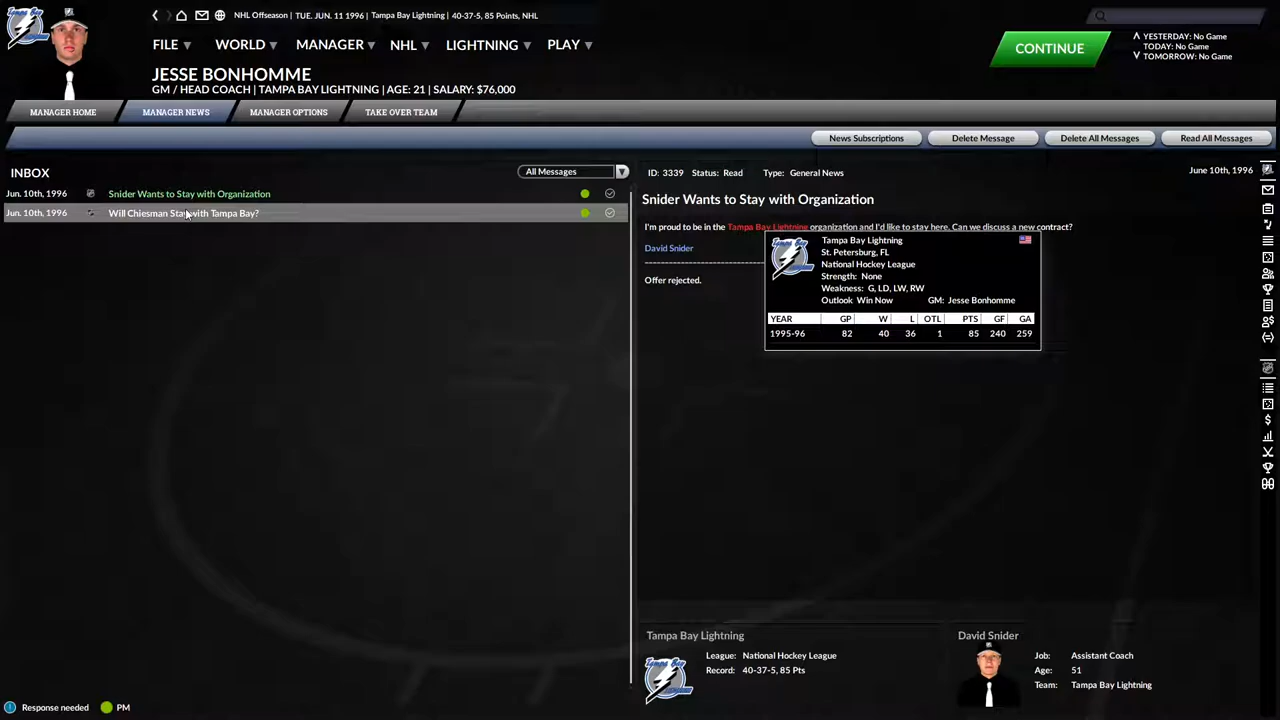 NHL Offseason | TUE. JUN. 11 1996 | Tampa Bay Lightning | 40-37-5, 85 Points, NHL
FILE WORLD MANAGER NHL LIGHTNING PLAY
CONTINUE
YESTERDAY: No Game
TODAY: No Game
TOMORROW: No Game
JESSE BONHOMME
GM / HEAD COACH | TAMPA BAY LIGHTNING | AGE: 21 | SALARY: $76,000
MANAGER HOME MANAGER NEWS MANAGER OPTIONS TAKE OVER TEAM
News Subscriptions Delete Message Delete All Messages Read All Messages
INBOX All Messages
Jun. 10th, 1996 Snider Wants to Stay with Organization
Jun. 10th, 1996 Will Chiesman Stay with Tampa Bay?
ID: 3339 Status: Read Type: General News June 10th, 1996
Snider Wants to Stay with Organization
I'm proud to be in the Tampa Bay Lightning organization and I'd like to stay here. Can we discuss a new contract?
David Snider
Offer rejected.
Tampa Bay Lightning
St. Petersburg, FL
National Hockey League
Strength: None
Weakness: G, LD, LW, RW
Outlook Win Now GM: Jesse Bonhomme
YEAR GP W L OTL PTS GF GA
1995-96 82 40 36 1 85 240 259
Tampa Bay Lightning
League: National Hockey League
Record: 40-37-5, 85 Pts
David Snider
Job: Assistant Coach
Age: 51
Team: Tampa Bay Lightning
Response needed PM